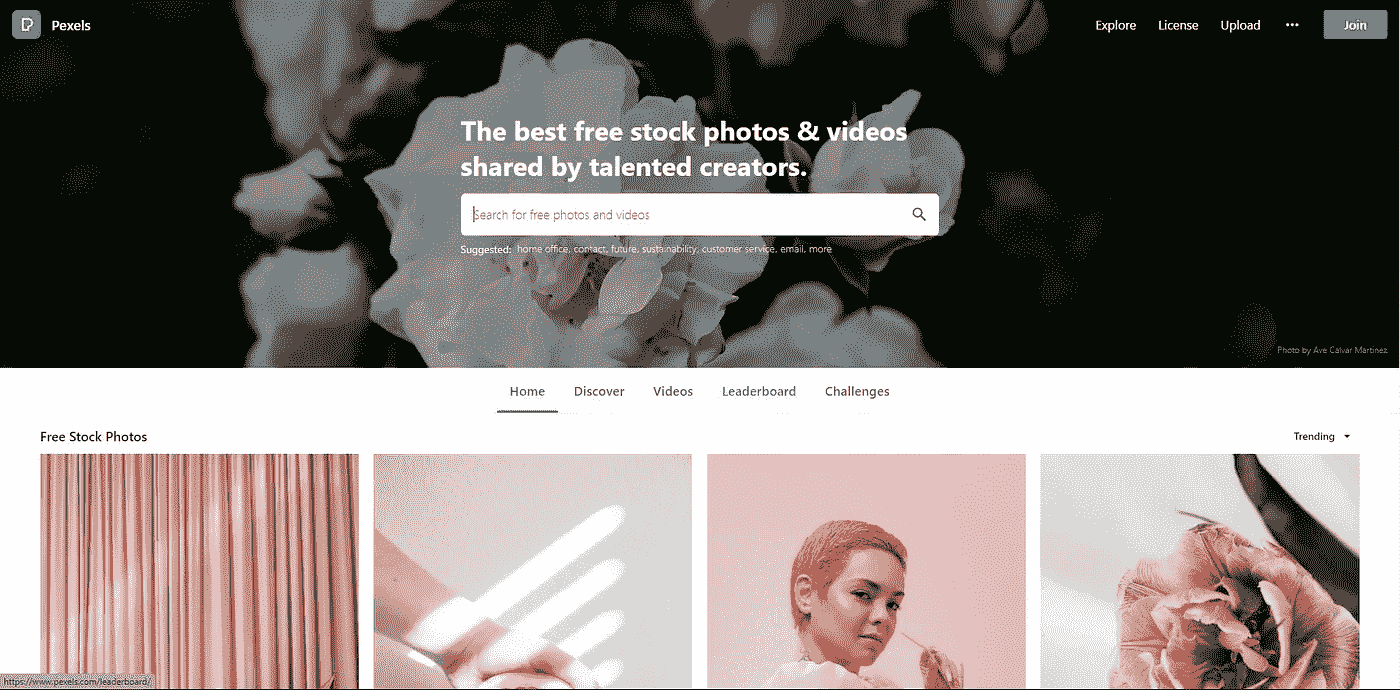 Pexels
Explore
License
Upload
Join
The best free stock photos & videos
shared by talented creators.
Search for free photos and videos
Suggested: home office, contact, future, sustainability, customer service, email, more
Photo by Ave Calvar Martinez
Home
Discover
Videos
Leaderboard
Challenges
Free Stock Photos
Trending
https://www.pexels.com/leaderboard/